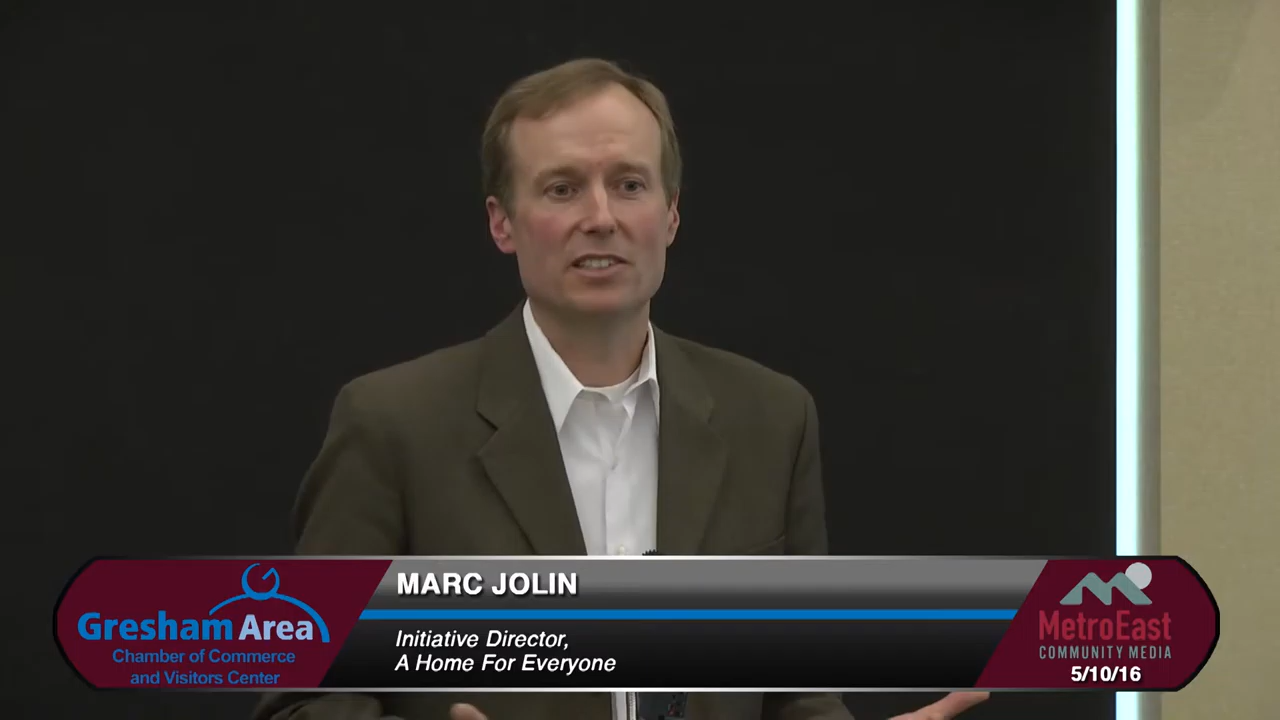 MARC JOLIN
Initiative Director,
A Home For Everyone
Gresham Area
Chamber of Commerce
and Visitors Center
MetroEast
COMMUNITY MEDIA
5/10/16